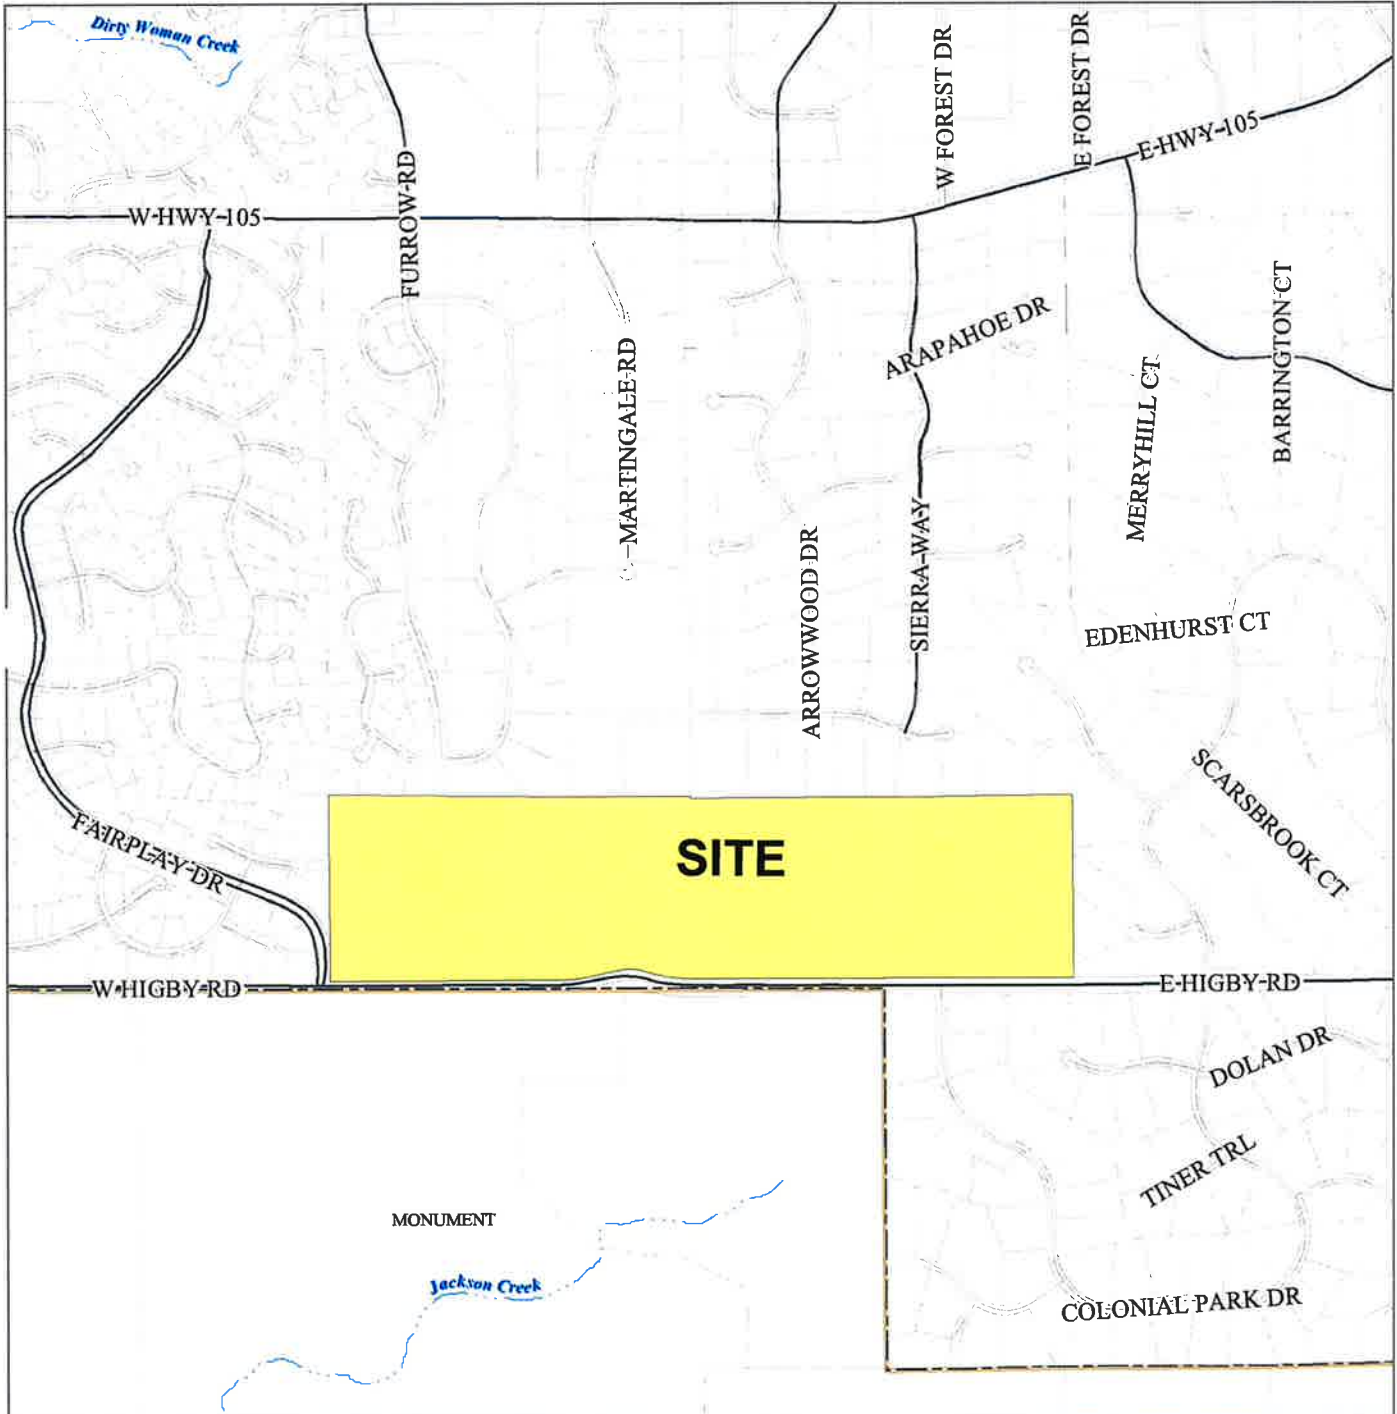 Dirty Woman Creek
W FOREST DR
E FOREST DR
E HWY 105
W HWY 105
FURROW RD
BARRINGTON CT
ARAPAHOE DR
MARTINGALE RD
MERRYHILL CT
SIERRA WAY
ARROWWOOD DR
EDENHURST CT
SCARSBROOK CT
FAIRPLAY DR
SITE
W HIGBY RD
E HIGBY RD
DOLAN DR
TINER TRL
MONUMENT
Jackson Creek
COLONIAL PARK DR